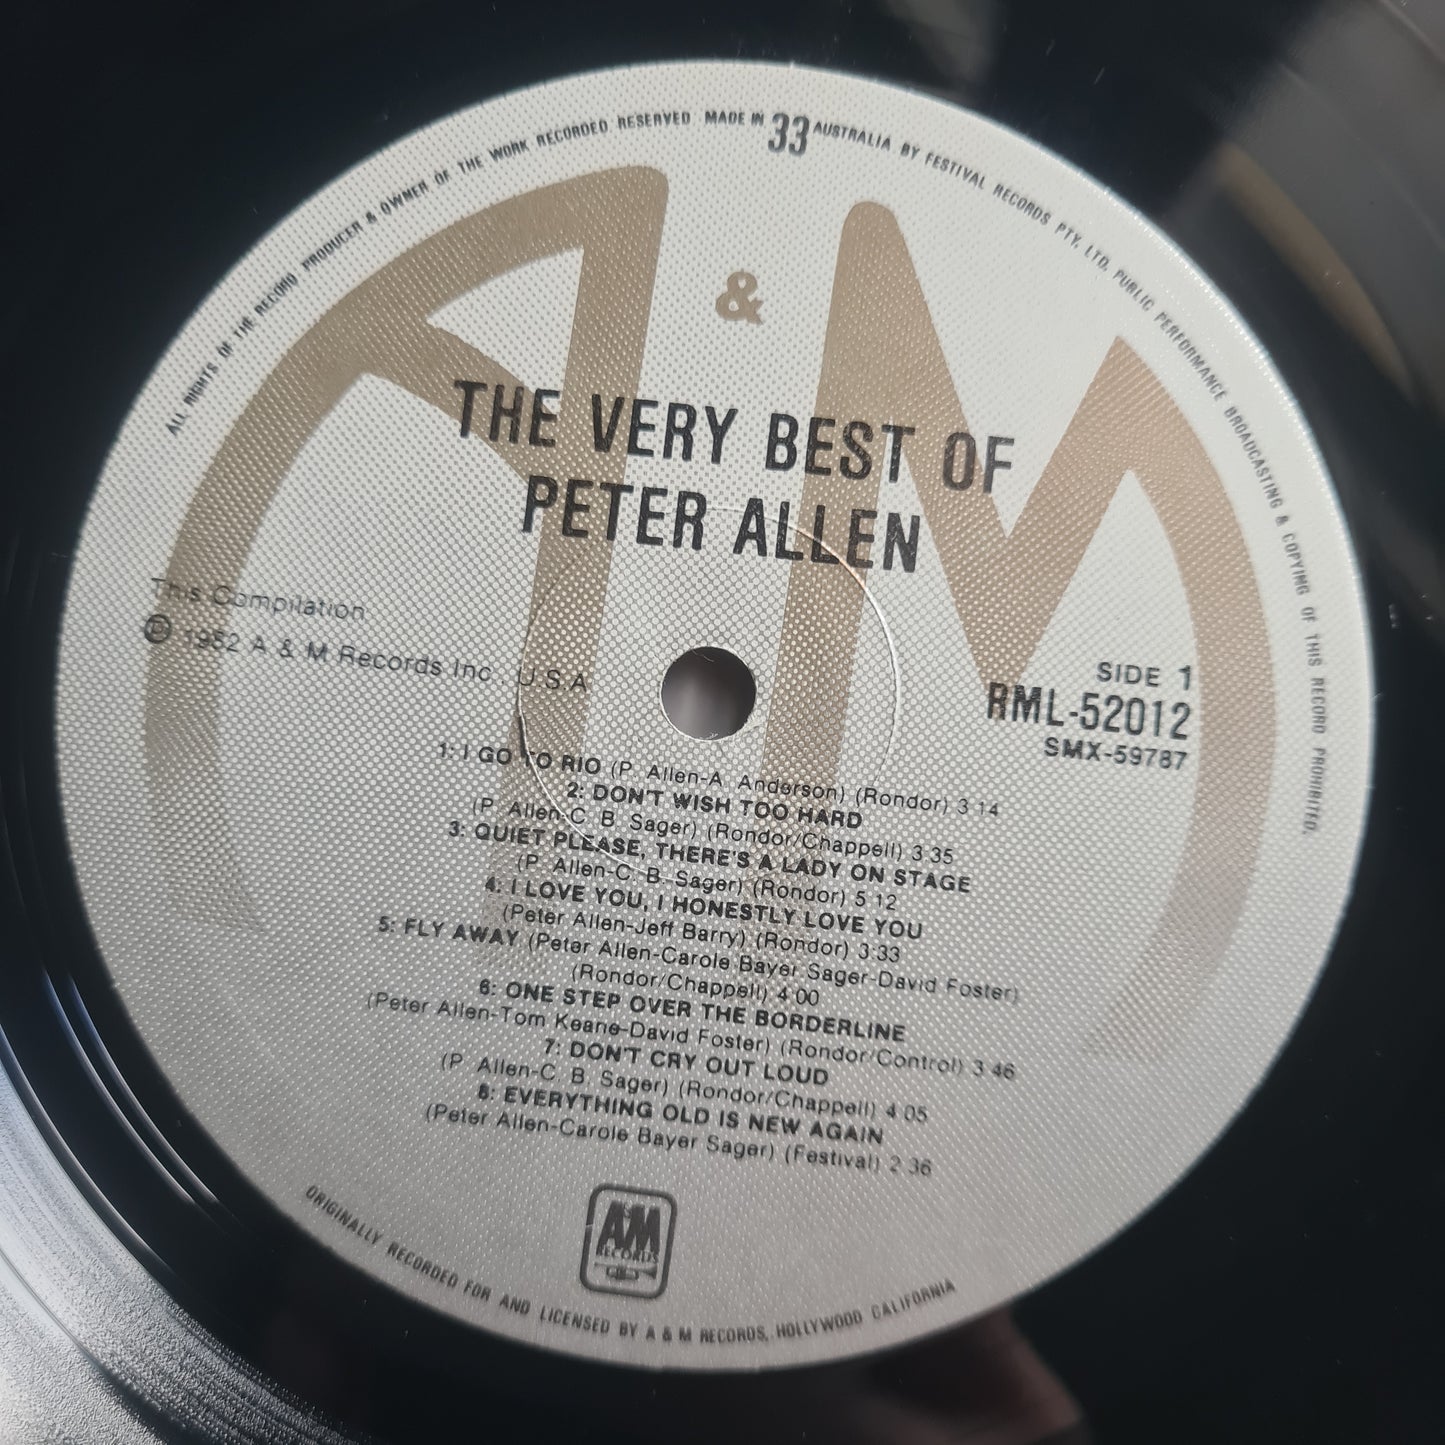 ALL RIGHTS OF THE RECORD PRODUCER & OWNER OF THE WORK RECORDED RESERVED MADE IN AUSTRALIA BY FESTIVAL RECORDS PTY. LTD. PUBLIC PERFORMANCE BROADCASTING & COPYING OF THIS RECORD PROHIBITED.
33
A & M
THE VERY BEST OF
PETER ALLEN
This Compilation
℗ 1982 A & M Records Inc., U.S.A
SIDE 1
RML-52012
SMX-59787
1: I GO TO RIO (P. Allen-A. Anderson) (Rondor) 3:14
2: DON'T WISH TOO HARD
(P. Allen-C. B. Sager) (Rondor/Chappell) 3:35
3: QUIET PLEASE, THERE'S A LADY ON STAGE
(P. Allen-C. B. Sager) (Rondor) 5:12
4: I LOVE YOU, I HONESTLY LOVE YOU
(Peter Allen-Jeff Barry) (Rondor) 3:33
5: FLY AWAY (Peter Allen-Carole Bayer Sager-David Foster)
(Rondor/Chappell) 4:00
6: ONE STEP OVER THE BORDERLINE
(Peter Allen-Tom Keane-David Foster) (Rondor/Control) 3:46
7: DON'T CRY OUT LOUD
(P. Allen-C. B. Sager) (Rondor/Chappell) 4:05
8: EVERYTHING OLD IS NEW AGAIN
(Peter Allen-Carole Bayer Sager) (Festival) 2:36
A&M
RECORDS
ORIGINALLY RECORDED FOR AND LICENSED BY A & M RECORDS, HOLLYWOOD CALIFORNIA